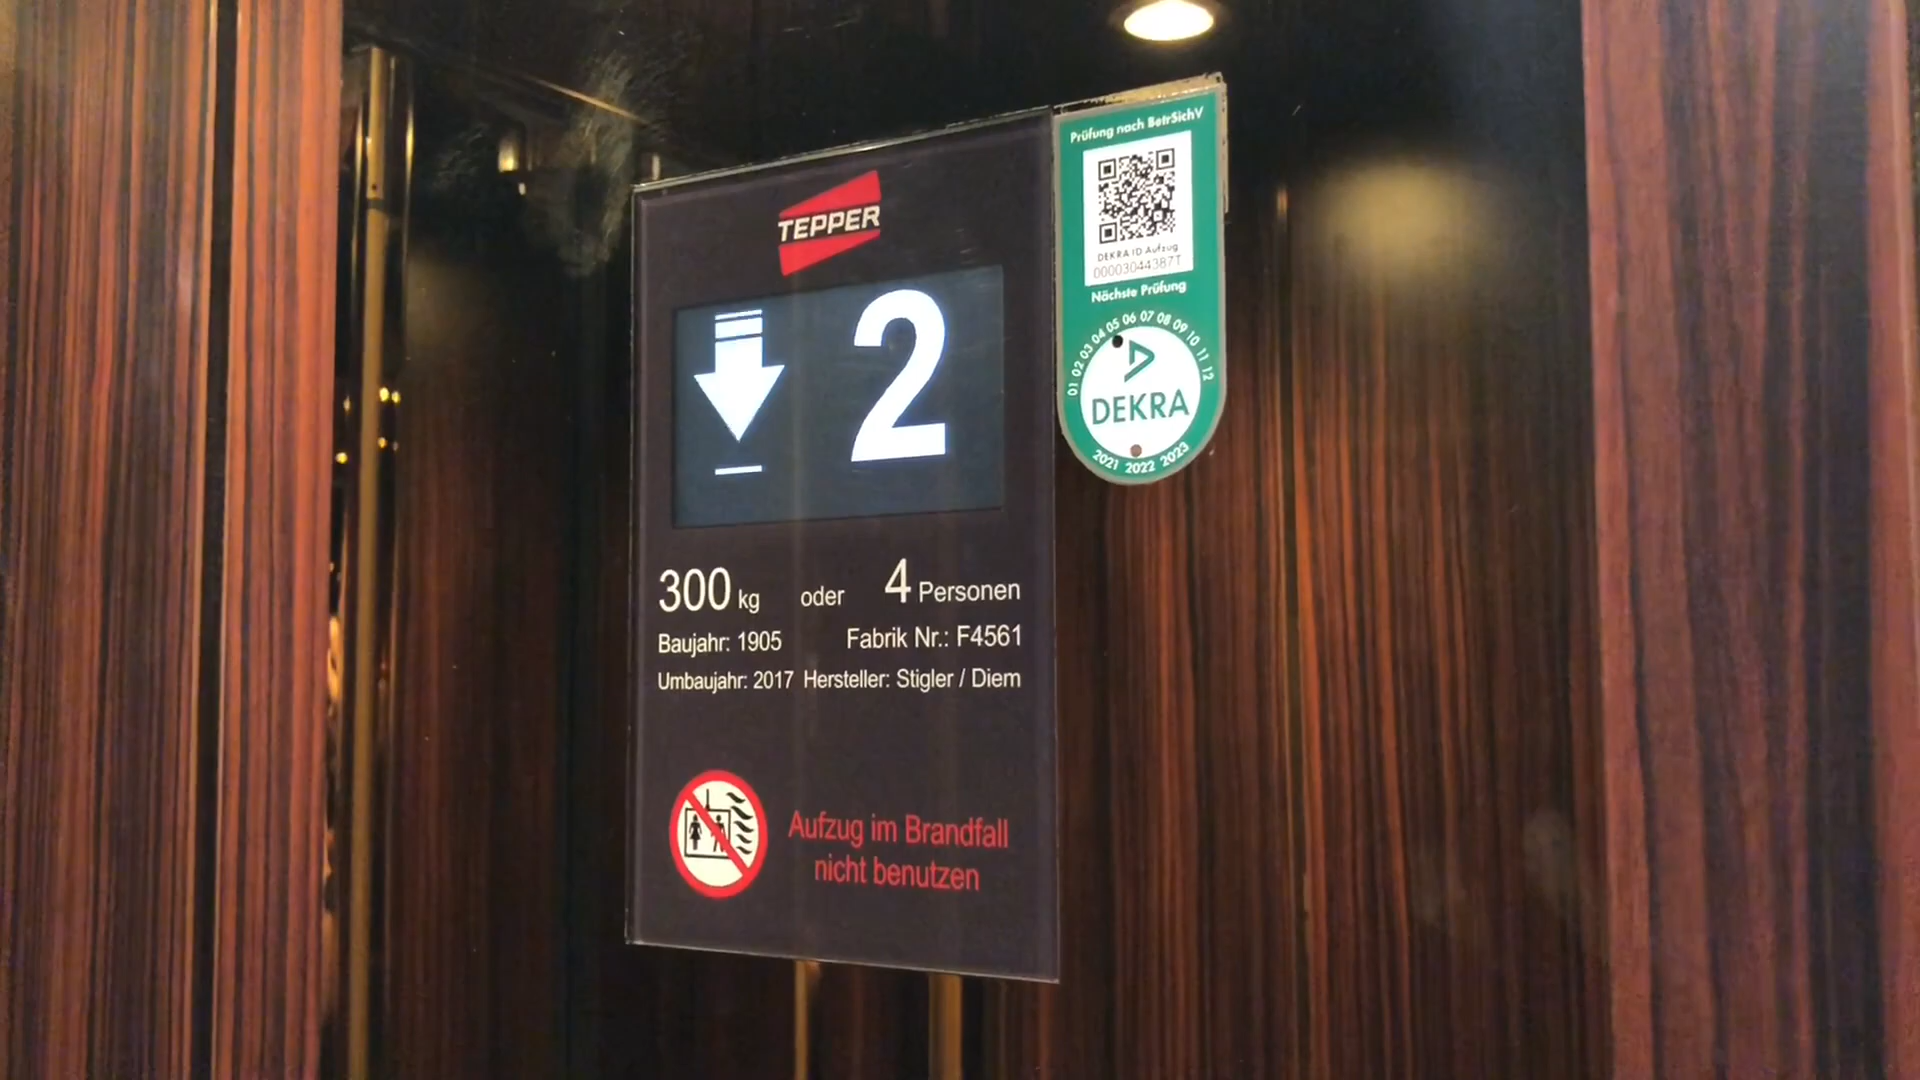 TEPPER
2
300 kg oder 4 Personen
Baujahr: 1905 Fabrik Nr.: F4561
Umbaujahr: 2017 Hersteller: Stigler / Diem
Aufzug im Brandfall
nicht benutzen
Prüfung nach BetrSichV
DEKRA ID Aufzug
00003044387T
Nächste Prüfung
01 02 03 04 05 06 07 08 09 10 11 12
DEKRA
2021 2022 2023